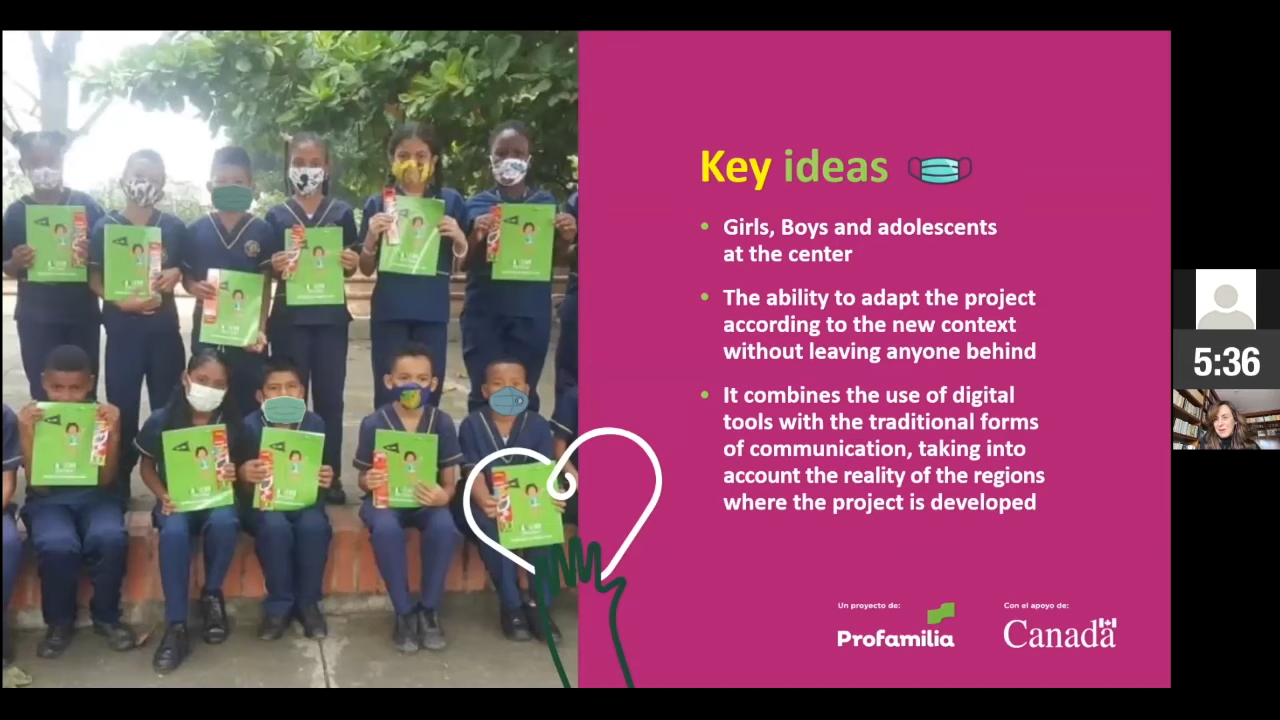 Key ideas
Girls, Boys and adolescents
at the center
The ability to adapt the project
according to the new context
without leaving anyone behind
It combines the use of digital
tools with the traditional forms
of communication, taking into
account the reality of the regions
where the project is developed
Un proyecto de:
Profamilia
Con el apoyo de:
Canada
5:36